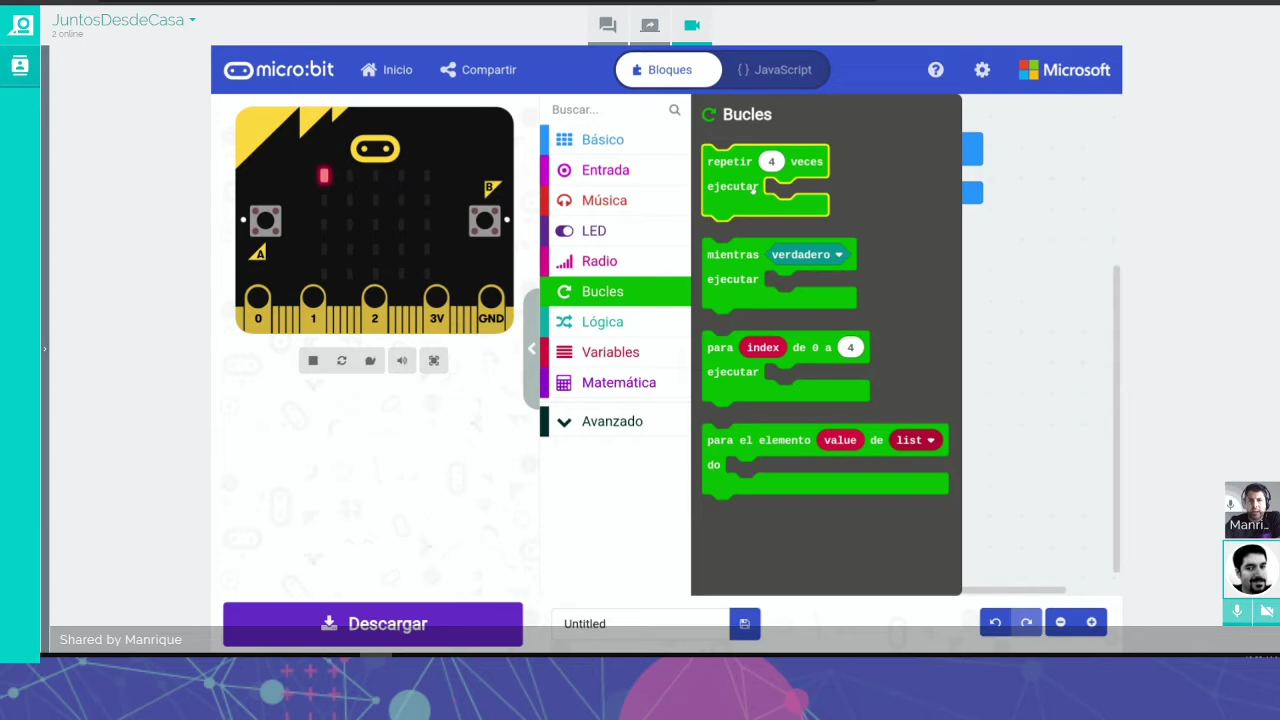 JuntosDesdeCasa
2 online
micro:bit
Inicio
Compartir
Bloques
{ } JavaScript
?
Microsoft
B
A
0 1 2 3V GND
Buscar...
Básico
Entrada
Música
LED
Radio
Bucles
Lógica
Variables
Matemática
Avanzado
Bucles
repetir 4 veces
ejecutar
mientras verdadero
ejecutar
para index de 0 a 4
ejecutar
para el elemento value de list
do
Descargar
Untitled
Shared by Manrique
Manri...